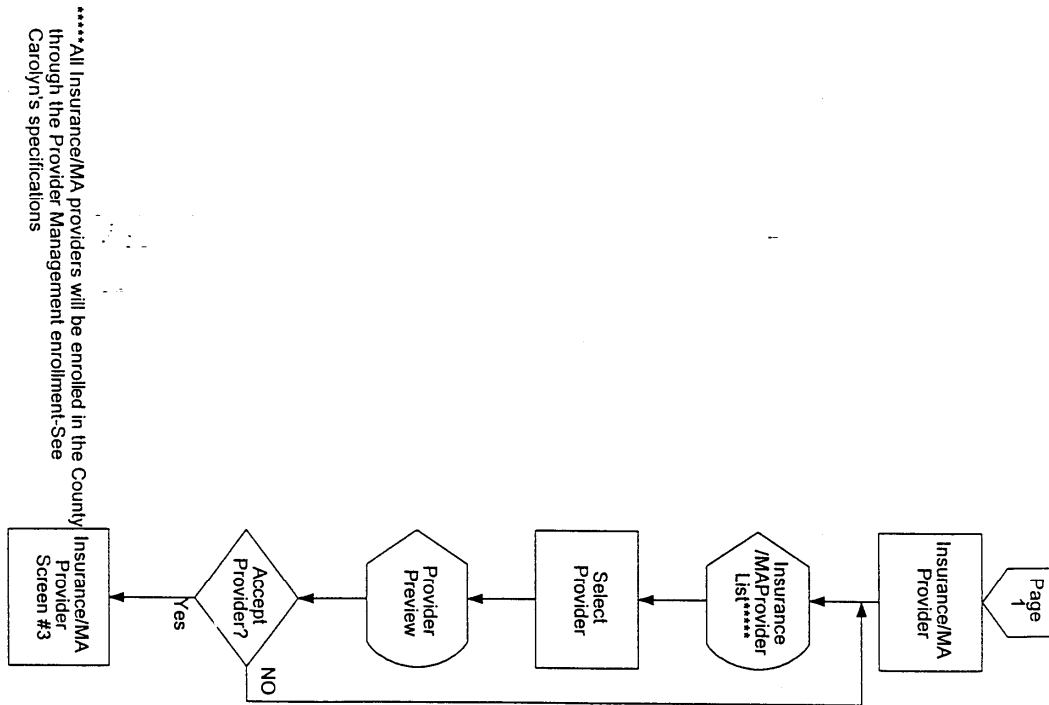 Page
1
Insurance/MA
Provider
Insurance
/MAProvider
List*****
Select
Provider
Provider
Preview
Accept
Provider?
NO
Yes
Insurance/MA
Provider
Screen #3
*****All Insurance/MA providers will be enrolled in the County
through the Provider Management enrollment-See
Carolyn's specifications